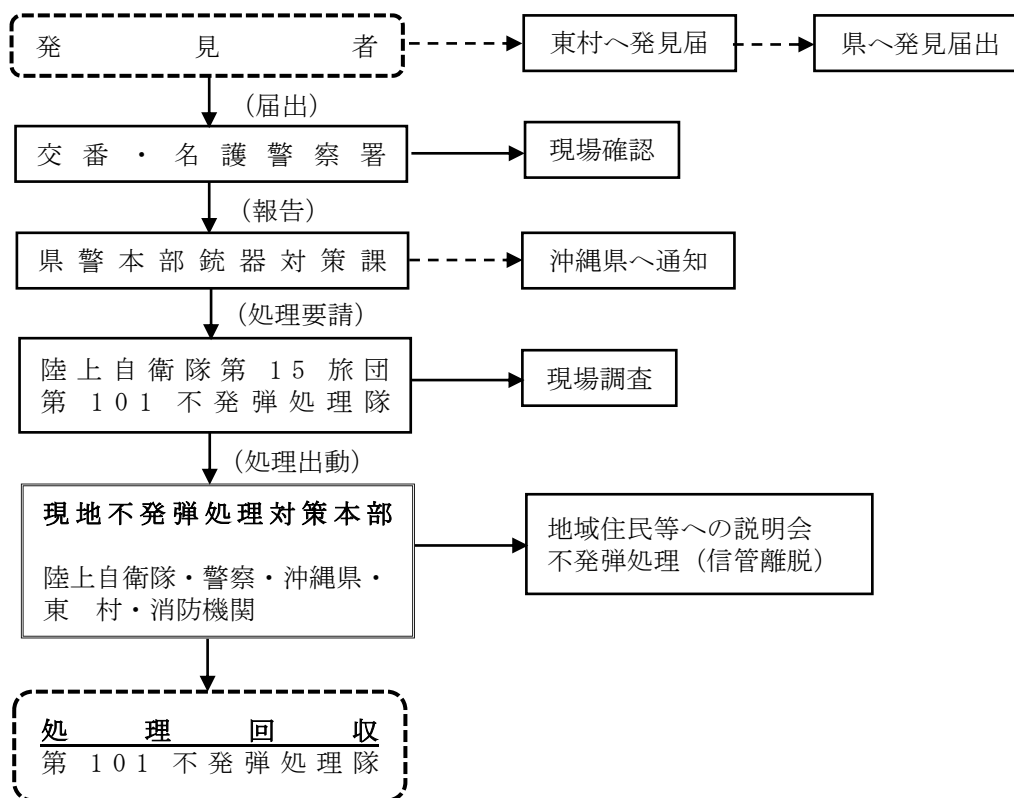 発見者
東村へ発見届
県へ発見届出
(届出)
交番・名護警察署
現場確認
(報告)
県警本部銃器対策課
沖縄県へ通知
(処理要請)
陸上自衛隊第15旅団
第101不発弾処理隊
現場調査
(処理出動)
現地不発弾処理対策本部
陸上自衛隊・警察・沖縄県・
東　村・消防機関
地域住民等への説明会
不発弾処理（信管離脱）
処理回収
第101不発弾処理隊